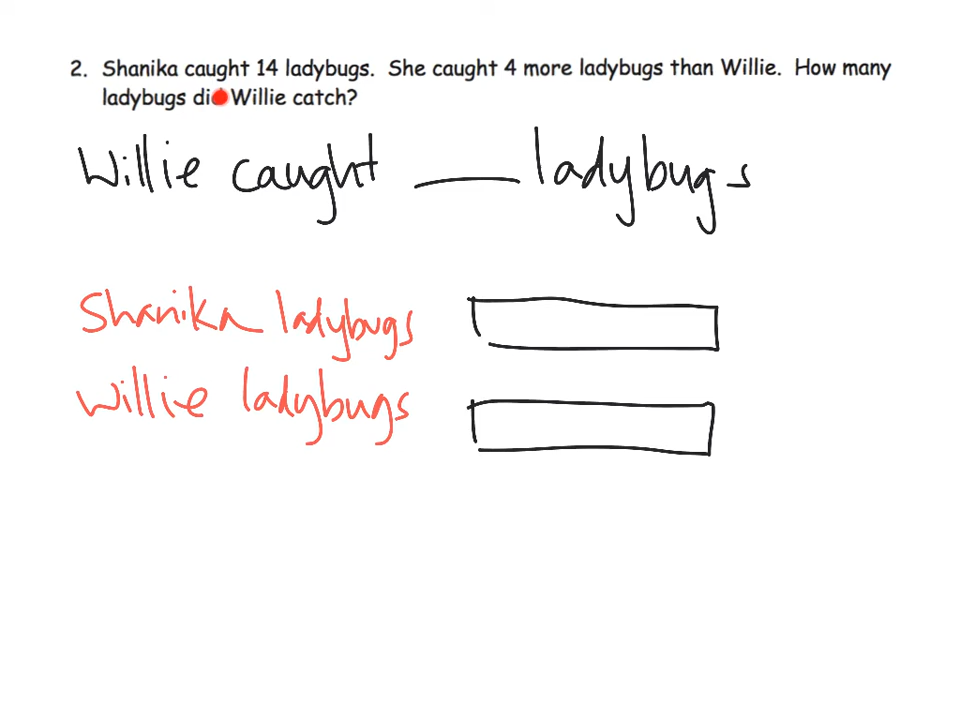 2. Shanika caught 14 ladybugs. She caught 4 more ladybugs than Willie. How many
ladybugs di Willie catch?
Willie caught ___ ladybugs
Shanika ladybugs
Willie ladybugs